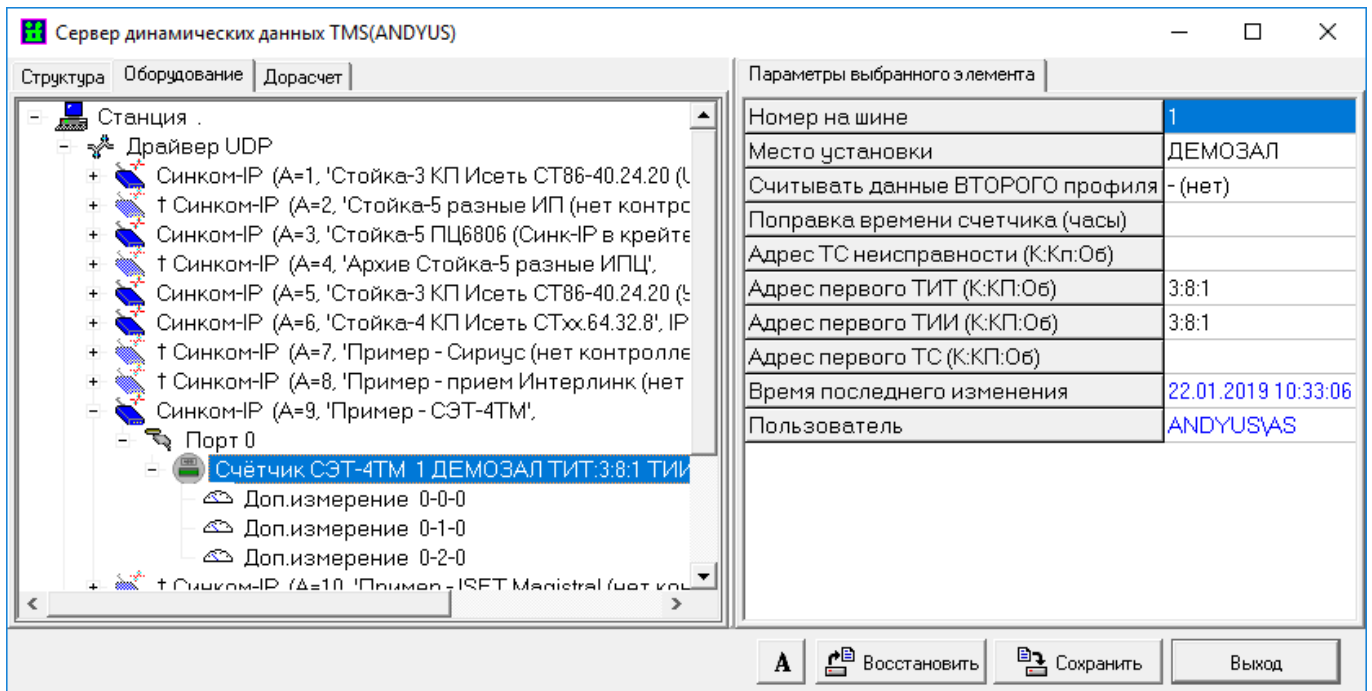 Сервер динамических данных TMS(ANDYUS)
Структура Оборудование Дорасчет
Станция .
Драйвер UDP
Синком-IP (A=1, 'Стойка-3 КП Исеть СТ86-40.24.20 (
† Синком-IP (A=2, 'Стойка-5 разные ИП (нет контро
Синком-IP (A=3, 'Стойка-5 ПЦ6806 (Синк-IP в крейте
† Синком-IP (A=4, 'Архив Стойка-5 разные ИПЦ',
Синком-IP (A=5, 'Стойка-3 КП Исеть СТ86-40.24.20 (
Синком-IP (A=6, 'Стойка-4 КП Исеть СТхх.64.32.8', IP
† Синком-IP (A=7, 'Пример - Сириус (нет контролле
† Синком-IP (A=8, 'Пример - прием Интерлинк (нет
Синком-IP (A=9, 'Пример - СЭТ-4ТМ',
Порт 0
Счётчик СЭТ-4ТМ 1 ДЕМОЗАЛ ТИТ:3:8:1 ТИИ
Доп.измерение 0-0-0
Доп.измерение 0-1-0
Доп.измерение 0-2-0
† Синком-IP (A=10, 'Пример - ISET Magistral (нет кон
Параметры выбранного элемента
Номер на шине 1
Место установки ДЕМОЗАЛ
Считывать данные ВТОРОГО профиля - (нет)
Поправка времени счетчика (часы)
Адрес ТС неисправности (К:Кп:Об)
Адрес первого ТИТ (К:КП:Об) 3:8:1
Адрес первого ТИИ (К:КП:Об) 3:8:1
Адрес первого ТС (К:КП:Об)
Время последнего изменения 22.01.2019 10:33:06
Пользователь ANDYUS\AS
A Восстановить Сохранить Выход